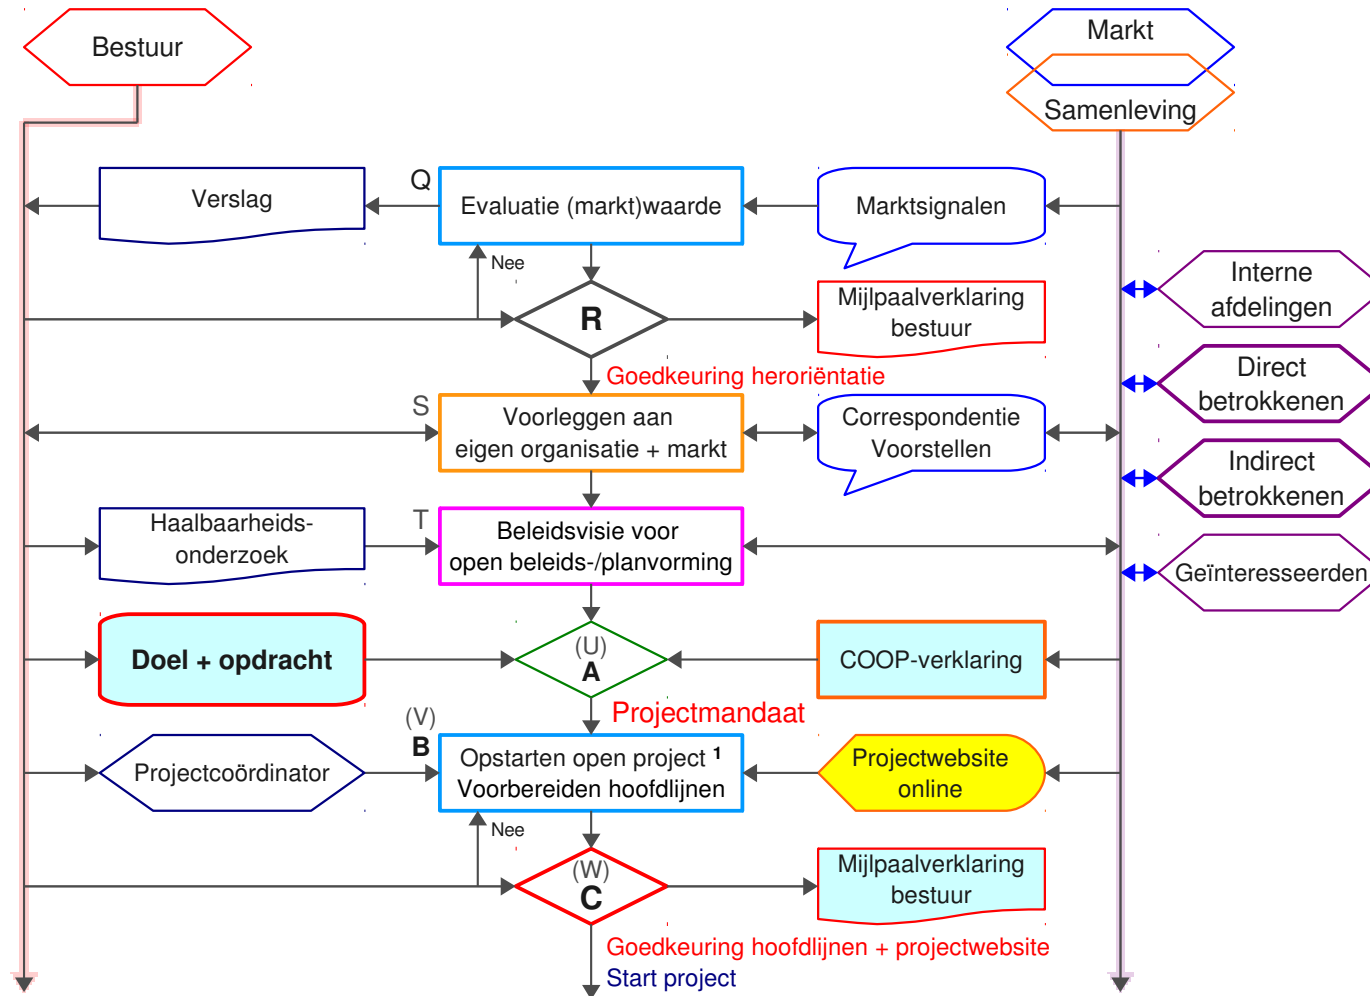 Bestuur
Markt
Samenleving
Verslag
Q
Evaluatie (markt)waarde
Marktsignalen
Nee
Interne
afdelingen
R
Mijlpaalverklaring
bestuur
Goedkeuring heroriëntatie
Direct
betrokkenen
S
Voorleggen aan
eigen organisatie + markt
Correspondentie
Voorstellen
Indirect
betrokkenen
Haalbaarheids-
onderzoek
T
Beleidsvisie voor
open beleids-/planvorming
Geïnteresseerden
Doel + opdracht
(U)
A
COOP-verklaring
Projectmandaat
(V)
B
Projectcoördinator
Opstarten open project ¹
Voorbereiden hoofdlijnen
Projectwebsite
online
Nee
(W)
C
Mijlpaalverklaring
bestuur
Goedkeuring hoofdlijnen + projectwebsite
Start project